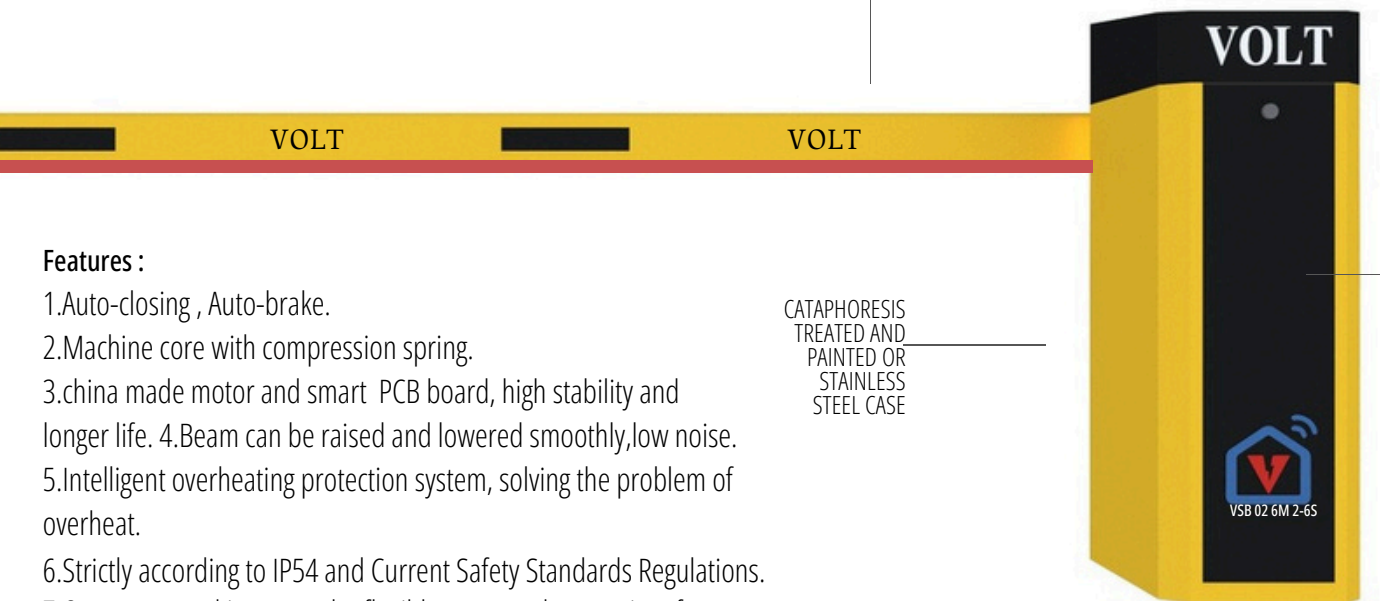 VOLT
VOLT
VOLT
Features :
1.Auto-closing , Auto-brake.
2.Machine core with compression spring.
3.china made motor and smart PCB board, high stability and
longer life. 4.Beam can be raised and lowered smoothly,low noise.
5.Intelligent overheating protection system, solving the problem of
overheat.
6.Strictly according to IP54 and Current Safety Standards Regulations.
CATAPHORESIS
TREATED AND
PAINTED OR
STAINLESS
STEEL CASE
VSB 02 6M 2-6S